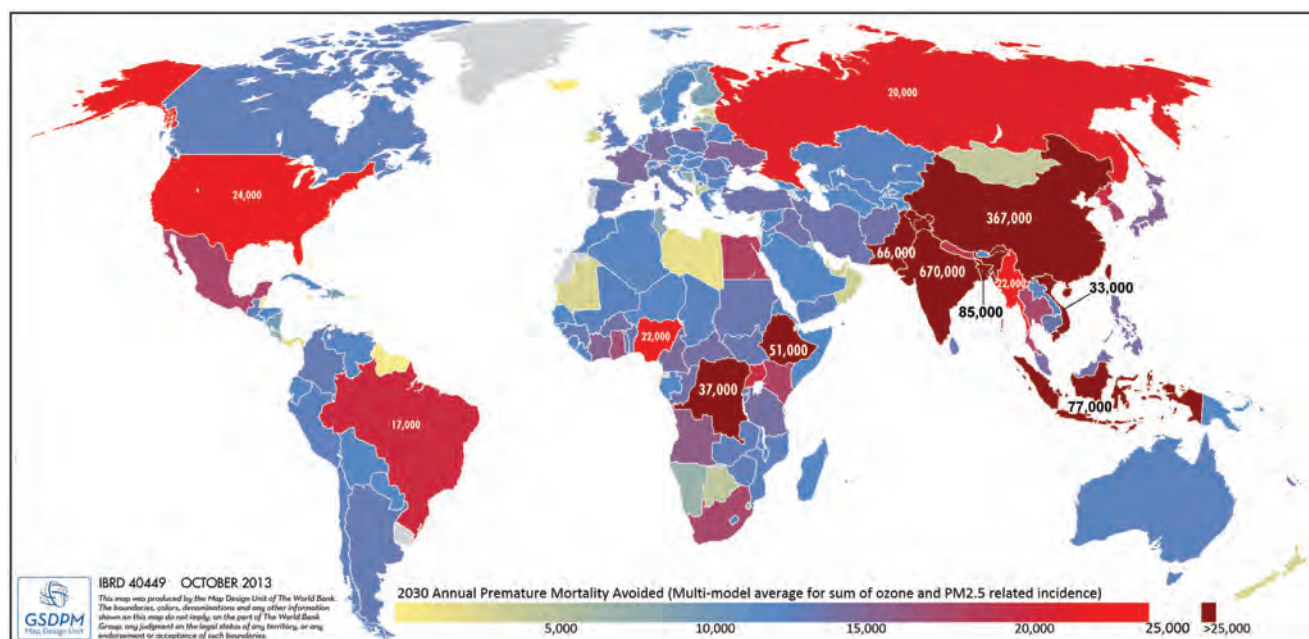 20,000
24,000
367,000
66,000
670,000
22,000
33,000
85,000
22,000
51,000
37,000
77,000
17,000
IBRD 40449 OCTOBER 2013
This map was produced by the Map Design Unit of The World Bank.
The boundaries, colors, denominations and any other information
shown on this map do not imply, on the part of The World Bank
Group, any judgment on the legal status of any territory, or any
endorsement or acceptance of such boundaries.
GSDPM
Map Design Unit
2030 Annual Premature Mortality Avoided (Multi-model average for sum of ozone and PM2.5 related incidence)
5,000 10,000 15,000 20,000 25,000 >25,000